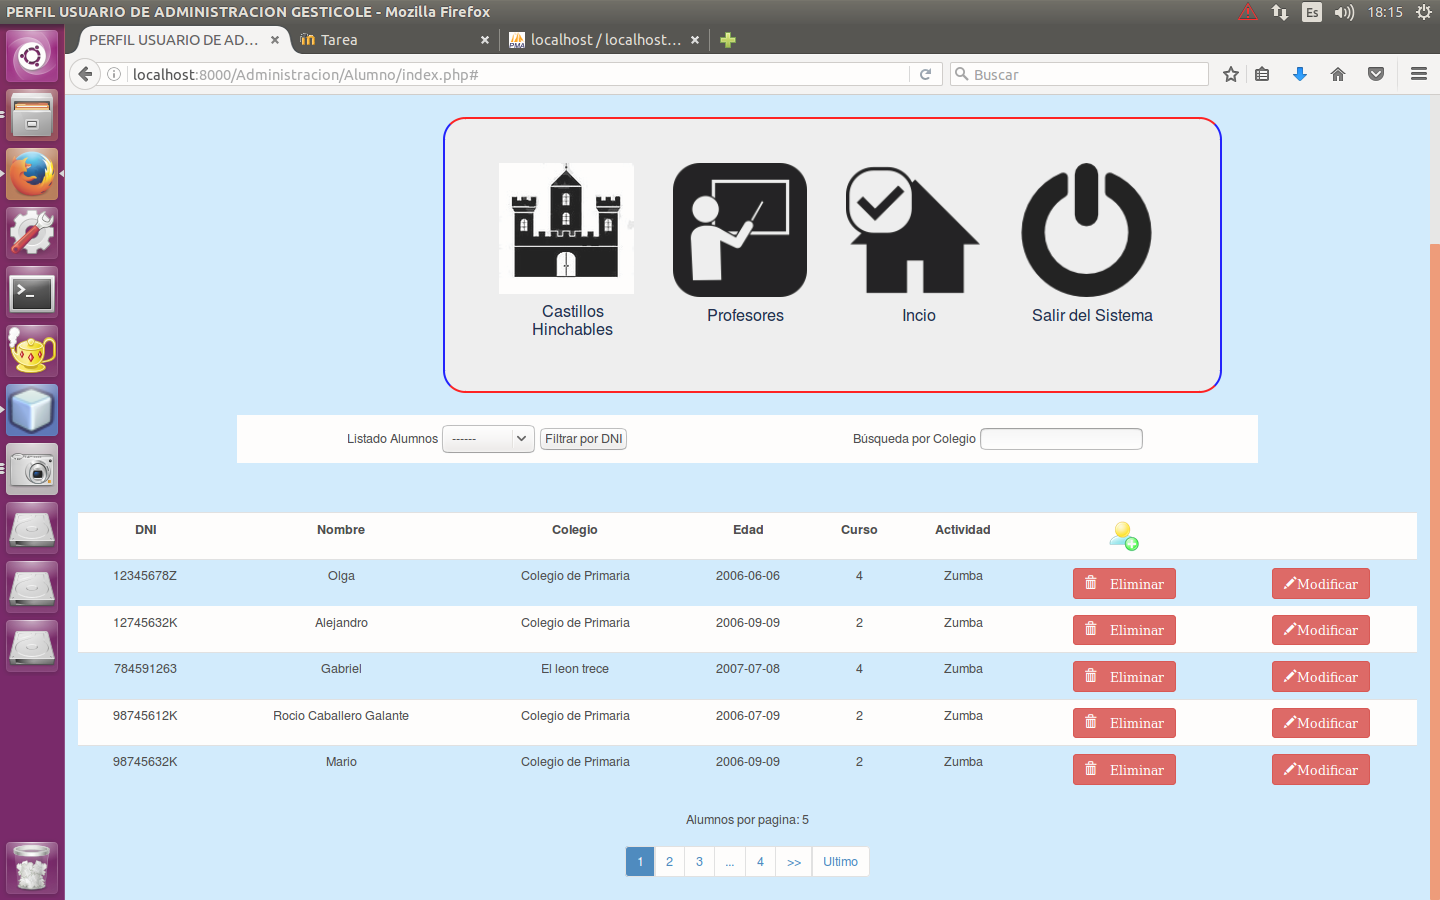 PERFIL USUARIO DE ADMINISTRACION GESTICOLE - Mozilla Firefox
Es
18:15
PERFIL USUARIO DE AD...
Tarea
localhost / localhost...
localhost:8000/Administracion/Alumno/index.php#
Buscar
Castillos
Hinchables
Profesores
Incio
Salir del Sistema
Listado Alumnos ------ Filtrar por DNI
Búsqueda por Colegio
DNI Nombre Colegio Edad Curso Actividad
12345678Z Olga Colegio de Primaria 2006-06-06 4 Zumba Eliminar Modificar
12745632K Alejandro Colegio de Primaria 2006-09-09 2 Zumba Eliminar Modificar
784591263 Gabriel El leon trece 2007-07-08 4 Zumba Eliminar Modificar
98745612K Rocio Caballero Galante Colegio de Primaria 2006-07-09 2 Zumba Eliminar Modificar
98745632K Mario Colegio de Primaria 2006-09-09 2 Zumba Eliminar Modificar
Alumnos por pagina: 5
1 2 3 ... 4 >> Ultimo